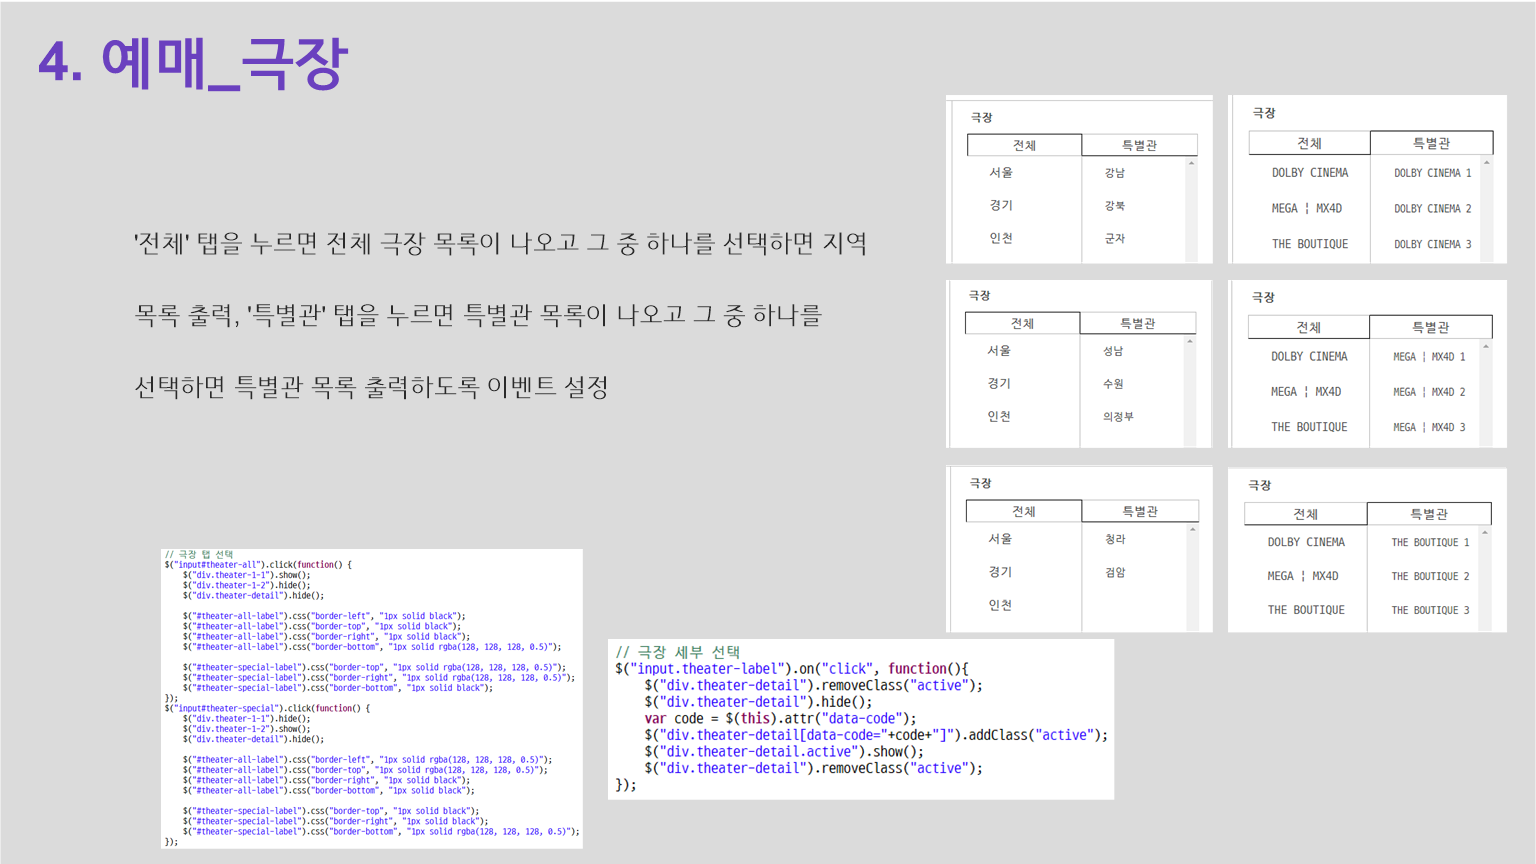 4. 예매_극장
'전체' 탭을 누르면 전체 극장 목록이 나오고 그 중 하나를 선택하면 지역
목록 출력, '특별관' 탭을 누르면 특별관 목록이 나오고 그 중 하나를
선택하면 특별관 목록 출력하도록 이벤트 설정
극장
전체 특별관
서울 강남
경기 강북
인천 군자
극장
전체 특별관
DOLBY CINEMA DOLBY CINEMA 1
MEGA ¦ MX4D DOLBY CINEMA 2
THE BOUTIQUE DOLBY CINEMA 3
극장
전체 특별관
서울 성남
경기 수원
인천 의정부
극장
전체 특별관
DOLBY CINEMA MEGA ¦ MX4D 1
MEGA ¦ MX4D MEGA ¦ MX4D 2
THE BOUTIQUE MEGA ¦ MX4D 3
극장
전체 특별관
서울 청라
경기 검암
인천
극장
전체 특별관
DOLBY CINEMA THE BOUTIQUE 1
MEGA ¦ MX4D THE BOUTIQUE 2
THE BOUTIQUE THE BOUTIQUE 3
// 극장 탭 선택
$("input#theater-all").click(function() {
$("div.theater-1-1").show();
$("div.theater-1-2").hide();
$("div.theater-detail").hide();
$("#theater-all-label").css("border-left", "1px solid black");
$("#theater-all-label").css("border-top", "1px solid black");
$("#theater-all-label").css("border-right", "1px solid black");
$("#theater-all-label").css("border-bottom", "1px solid rgba(128, 128, 128, 0.5)");
$("#theater-special-label").css("border-top", "1px solid rgba(128, 128, 128, 0.5)");
$("#theater-special-label").css("border-right", "1px solid rgba(128, 128, 128, 0.5)");
$("#theater-special-label").css("border-bottom", "1px solid black");
});
$("input#theater-special").click(function() {
$("div.theater-1-1").hide();
$("div.theater-1-2").show();
$("div.theater-detail").hide();
$("#theater-all-label").css("border-left", "1px solid rgba(128, 128, 128, 0.5)");
$("#theater-all-label").css("border-top", "1px solid rgba(128, 128, 128, 0.5)");
$("#theater-all-label").css("border-right", "1px solid black");
$("#theater-all-label").css("border-bottom", "1px solid black");
$("#theater-special-label").css("border-top", "1px solid black");
$("#theater-special-label").css("border-right", "1px solid black");
$("#theater-special-label").css("border-bottom", "1px solid rgba(128, 128, 128, 0.5)");
});
// 극장 세부 선택
$("input.theater-label").on("click", function(){
$("div.theater-detail").removeClass("active");
$("div.theater-detail").hide();
var code = $(this).attr("data-code");
$("div.theater-detail[data-code="+code+"]").addClass("active");
$("div.theater-detail.active").show();
$("div.theater-detail").removeClass("active");
});